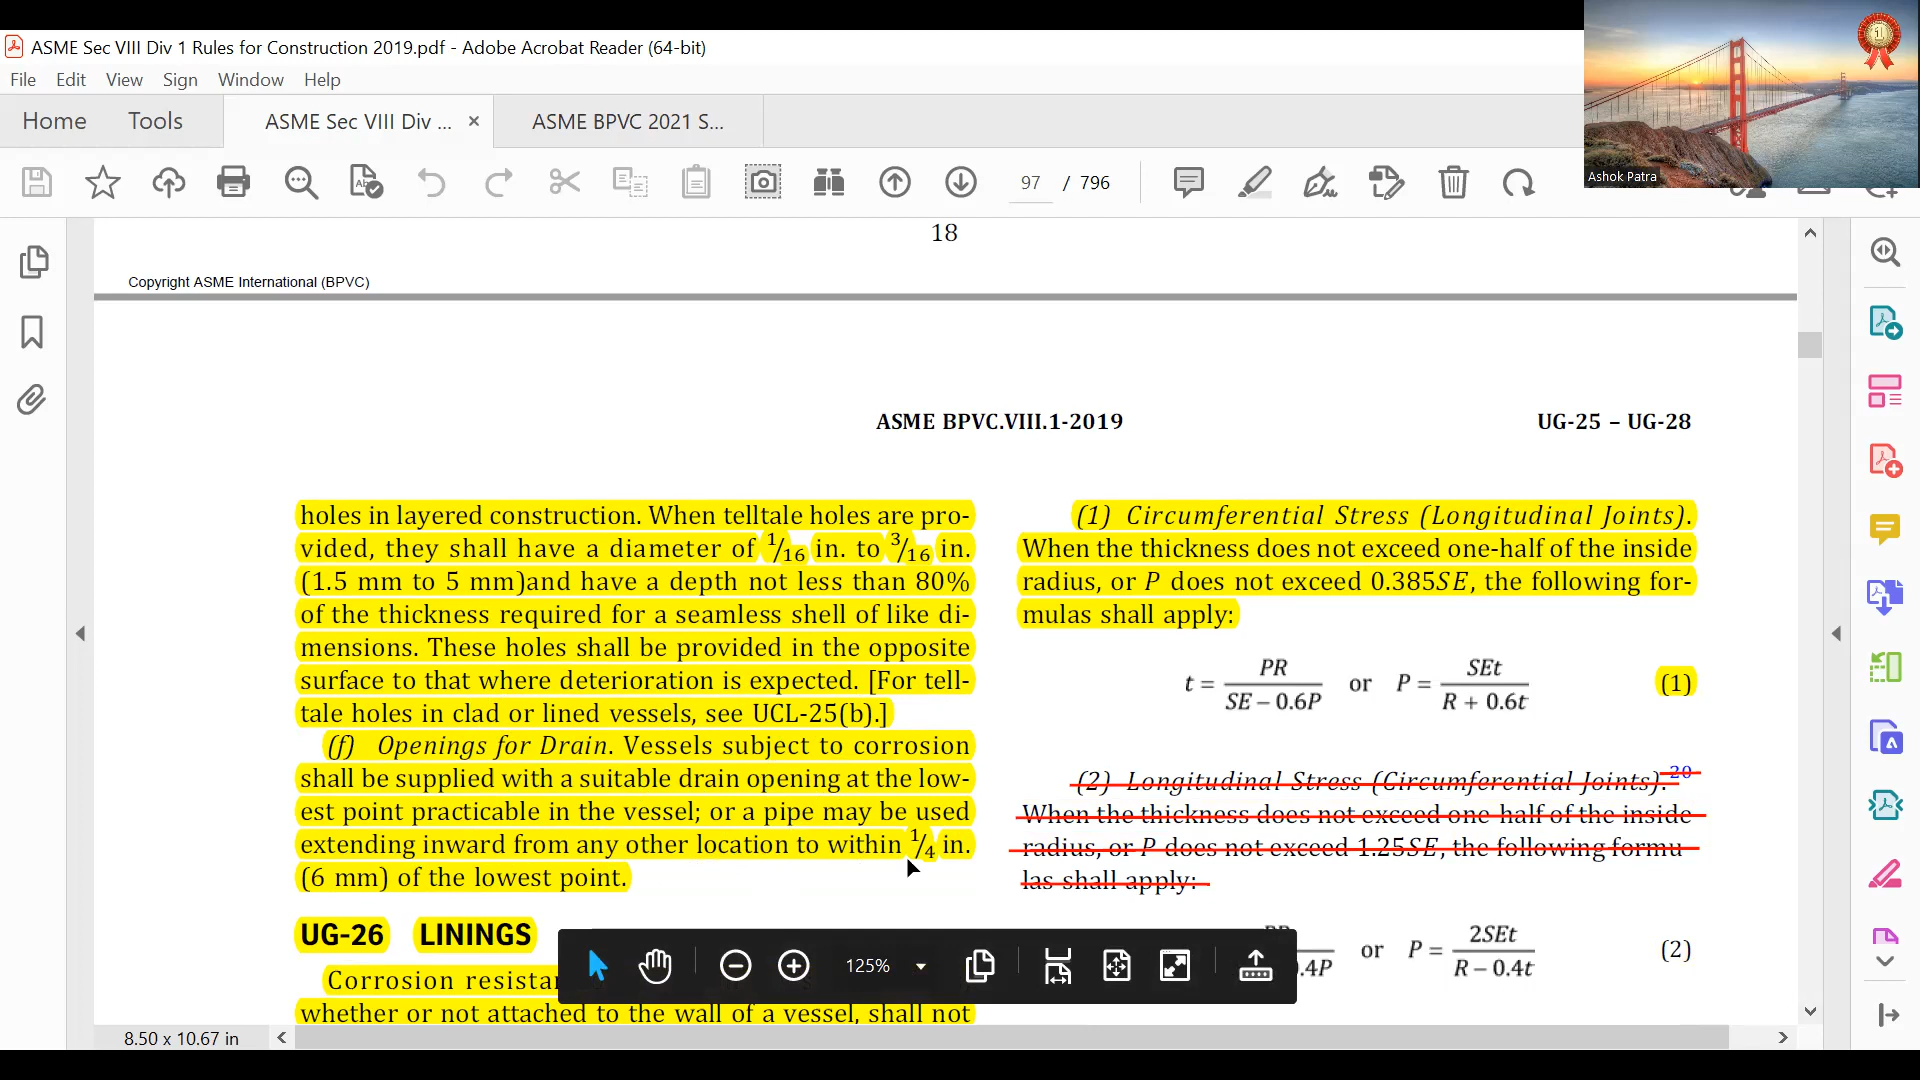 ASME Sec VIII Div 1 Rules for Construction 2019.pdf - Adobe Acrobat Reader (64-bit)
File Edit View Sign Window Help
Home Tools ASME Sec VIII Div ... × ASME BPVC 2021 S...
97 / 796
1
Ashok Patra
18
Copyright ASME International (BPVC)
ASME BPVC.VIII.1-2019 UG-25 – UG-28
holes in layered construction. When telltale holes are pro-
vided, they shall have a diameter of 1/16 in. to 3/16 in.
(1.5 mm to 5 mm)and have a depth not less than 80%
of the thickness required for a seamless shell of like di-
mensions. These holes shall be provided in the opposite
surface to that where deterioration is expected. [For tell-
tale holes in clad or lined vessels, see UCL-25(b).]
(f) Openings for Drain. Vessels subject to corrosion
shall be supplied with a suitable drain opening at the low-
est point practicable in the vessel; or a pipe may be used
extending inward from any other location to within 1/4 in.
(6 mm) of the lowest point.
UG-26 LININGS
Corrosion resista
whether or not attached to the wall of a vessel, shall not
(1) Circumferential Stress (Longitudinal Joints).
When the thickness does not exceed one-half of the inside
radius, or P does not exceed 0.385SE, the following for-
mulas shall apply:
t = PR / (SE − 0.6P) or P = SEt / (R + 0.6t) (1)
(2) Longitudinal Stress (Circumferential Joints).20
When the thickness does not exceed one-half of the inside
radius, or P does not exceed 1.25SE, the following formu
las shall apply:
.4P or P = 2SEt / (R − 0.4t) (2)
125%
8.50 x 10.67 in